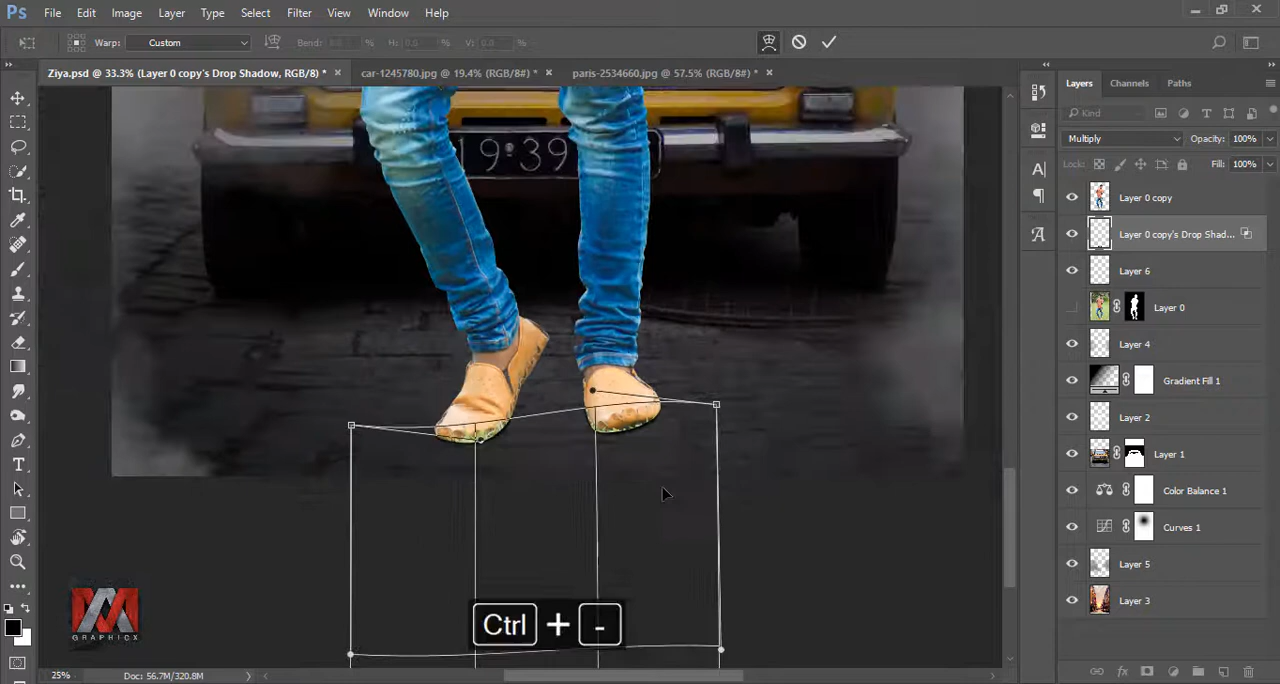 Ps File Edit Image Layer Type Select Filter View Window Help
Warp: Custom Bend: % H: 0.0 % V: 0.0 %
Ziya.psd @ 33.3% (Layer 0 copy's Drop Shadow, RGB/8) * × car-1245780.jpg @ 19.4% (RGB/8#) * × paris-2534660.jpg @ 57.5% (RGB/8#) * ×
Layers Channels Paths
Kind
Multiply Opacity: 100%
Lock: Fill: 100%
Layer 0 copy
Layer 0 copy's Drop Shad...
Layer 6
Layer 0
Layer 4
Gradient Fill 1
Layer 2
Layer 1
Color Balance 1
Curves 1
Layer 5
Layer 3
19•39
GRAPHICX
Ctrl + -
25% Doc: 56.7M/320.8M